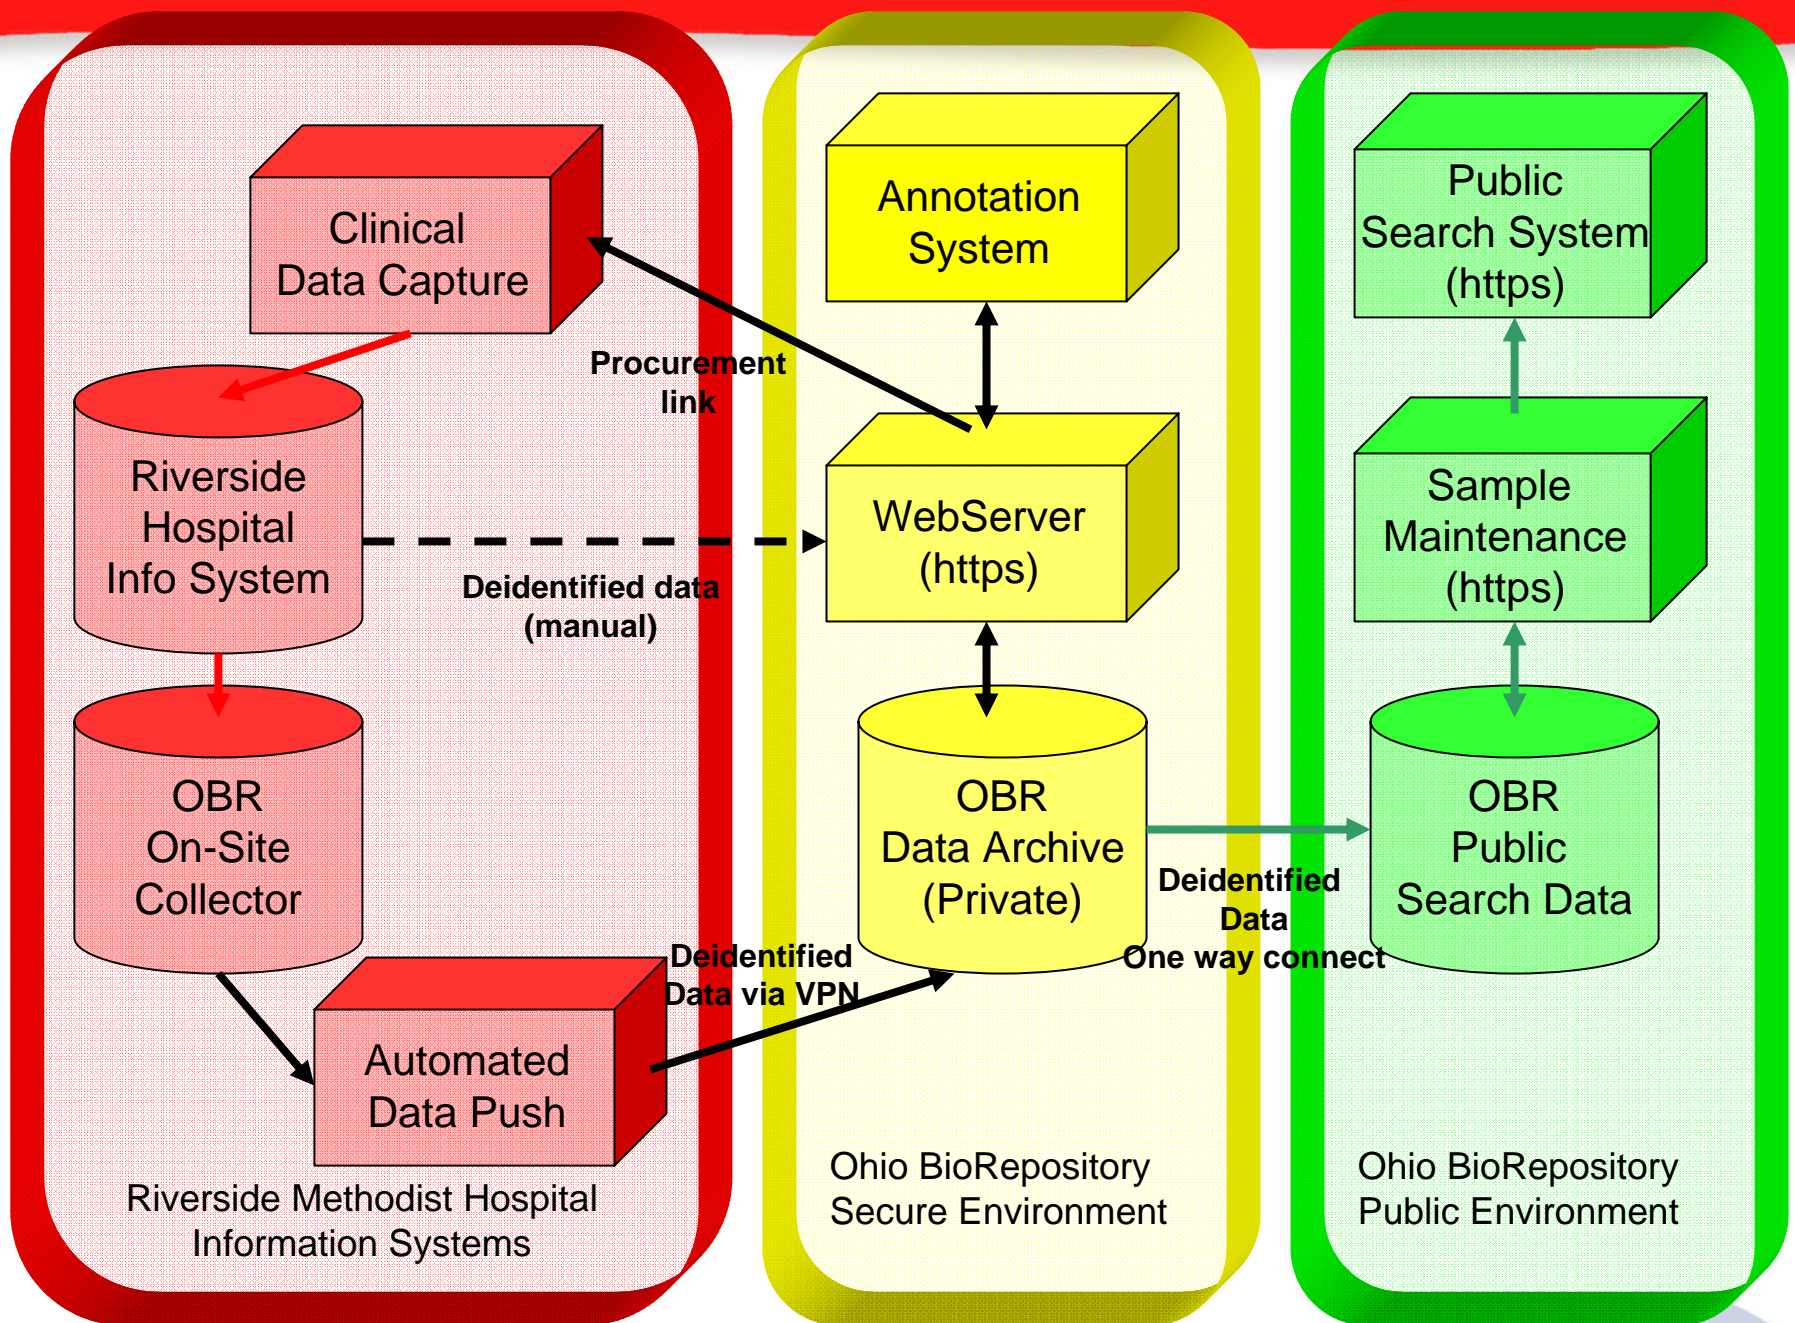 Clinical
Data Capture
Procurement
link
Riverside
Hospital
Info System
Deidentified data
(manual)
OBR
On-Site
Collector
Automated
Data Push
Deidentified
Data via VPN
Riverside Methodist Hospital
Information Systems
Annotation
System
WebServer
(https)
OBR
Data Archive
(Private)
Deidentified
Data
One way connect
Ohio BioRepository
Secure Environment
Public
Search System
(https)
Sample
Maintenance
(https)
OBR
Public
Search Data
Ohio BioRepository
Public Environment